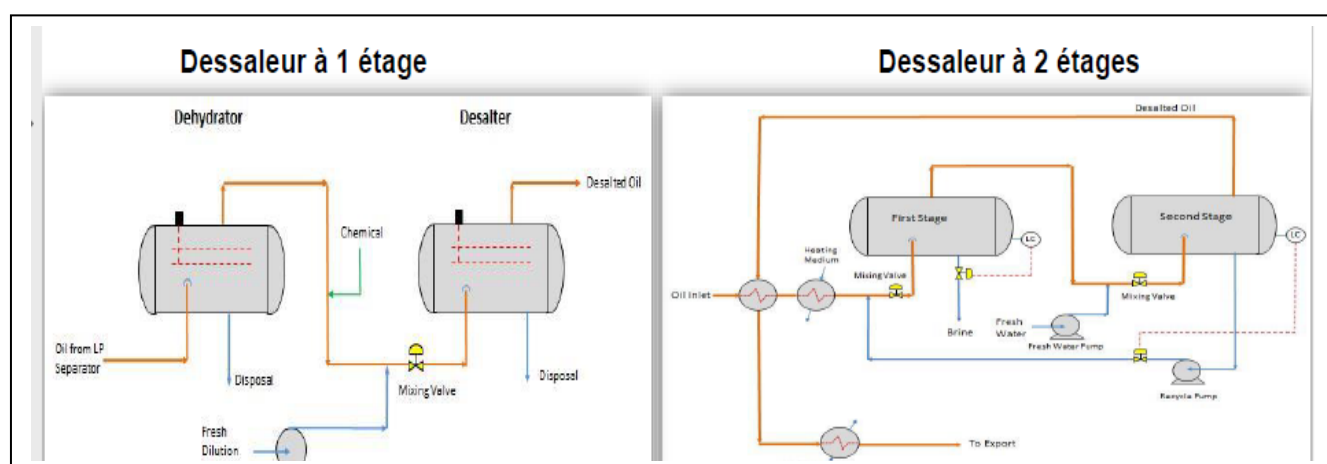 Dessaleur à 1 étage
Dehydrator
Desalter
Desalted Oil
Chemical
Oil from LP
Separator
Disposal
Mixing Valve
Disposal
Fresh
Dilution
Dessaleur à 2 étages
Desalted Oil
First Stage
Second Stage
LC
LC
Heating
Medium
Mixing Valve
Oil Inlet
Mixing Valve
Brine
Fresh
Water
Fresh Water Pump
Recycle Pump
To Export